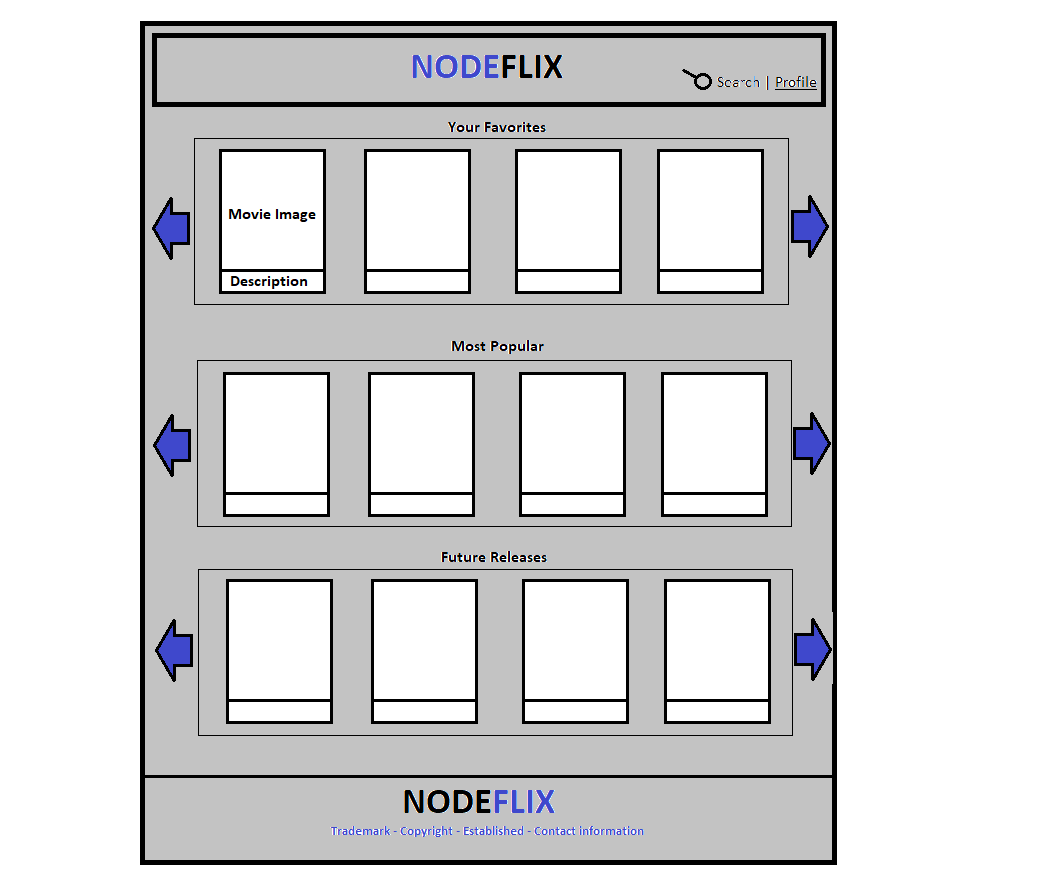 NODEFLIX
Search | Profile
Your Favorites
Movie Image
Description
Most Popular
Future Releases
NODEFLIX
Trademark - Copyright - Established - Contact information